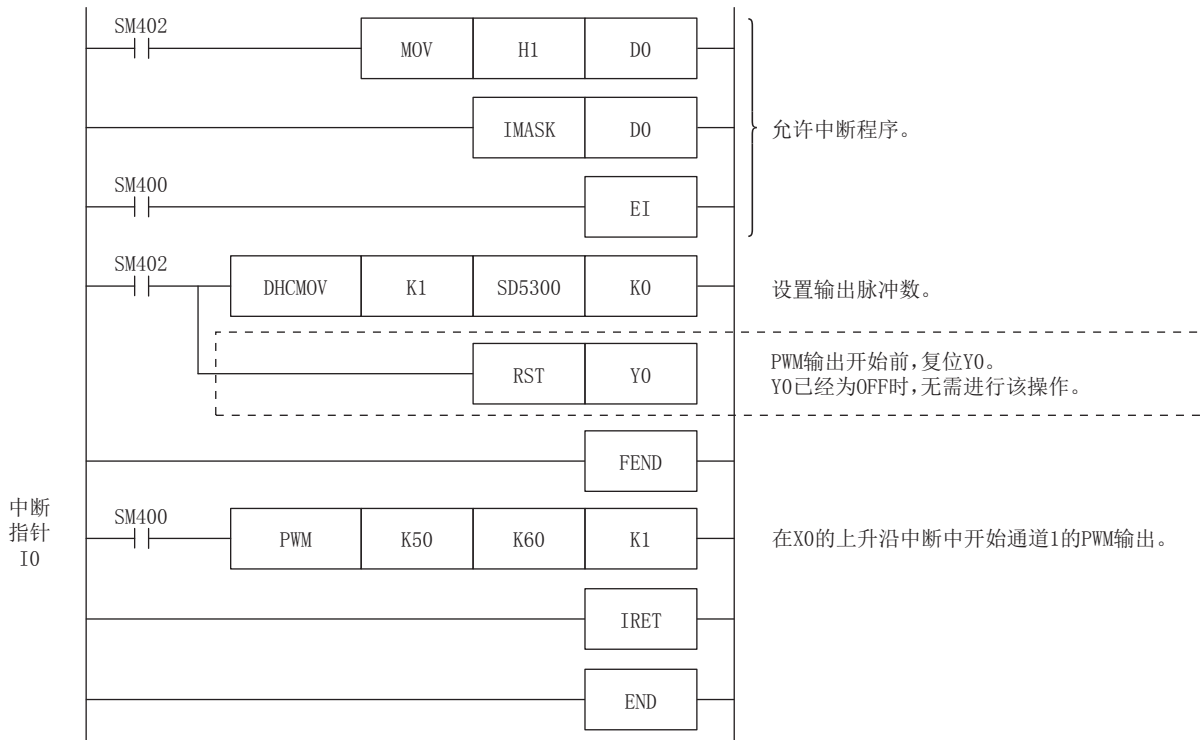 SM402
MOV H1 D0
IMASK D0
允许中断程序。
SM400
EI
SM402
DHCMOV K1 SD5300 K0
设置输出脉冲数。
RST Y0
PWM输出开始前,复位Y0。
Y0已经为OFF时,无需进行该操作。
FEND
中断
指针
I0
SM400
PWM K50 K60 K1
在X0的上升沿中断中开始通道1的PWM输出。
IRET
END